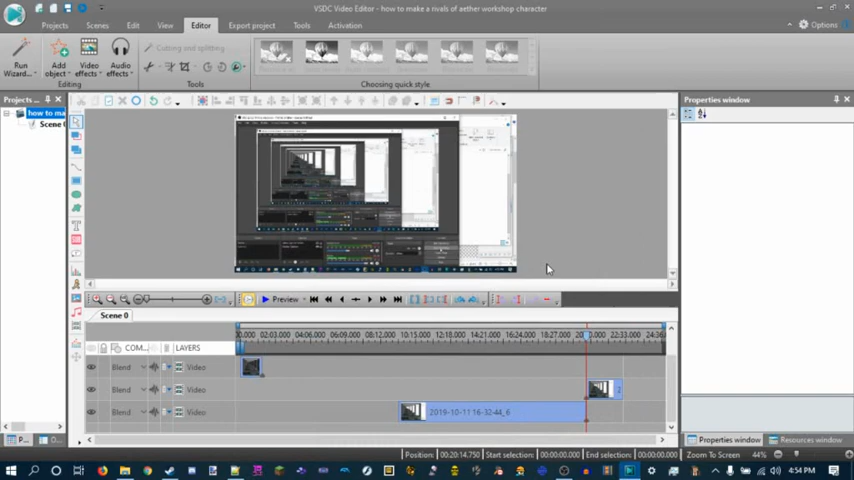 VSDC Video Editor - how to make a rivals of aether workshop character
Projects Scenes Edit View Editor Export project Tools Activation
Options
Run
Wizard...
Add
object
Video
effects
Audio
effects
Cutting and splitting
Editing
Tools
Choosing quick style
Projects ...
Properties window
how to ma
Scene 0
Preview
Scene 0
00.000 02:03.000 04:06.000 06:09.000 08:12.000 10:15.000 12:18.000 14:21.000 16:24.000 18:27.000 22:33.000 24:36
COM... LAYERS
Blend Video
Blend Video 2
Blend Video 2019-10-11 16-32-44_6
P... O...
Properties window Resources window
Position: 00:20:14.750 Start selection: 00:00:00.000 End selection: 00:00:00.000 Zoom To Screen 44%
4:54 PM